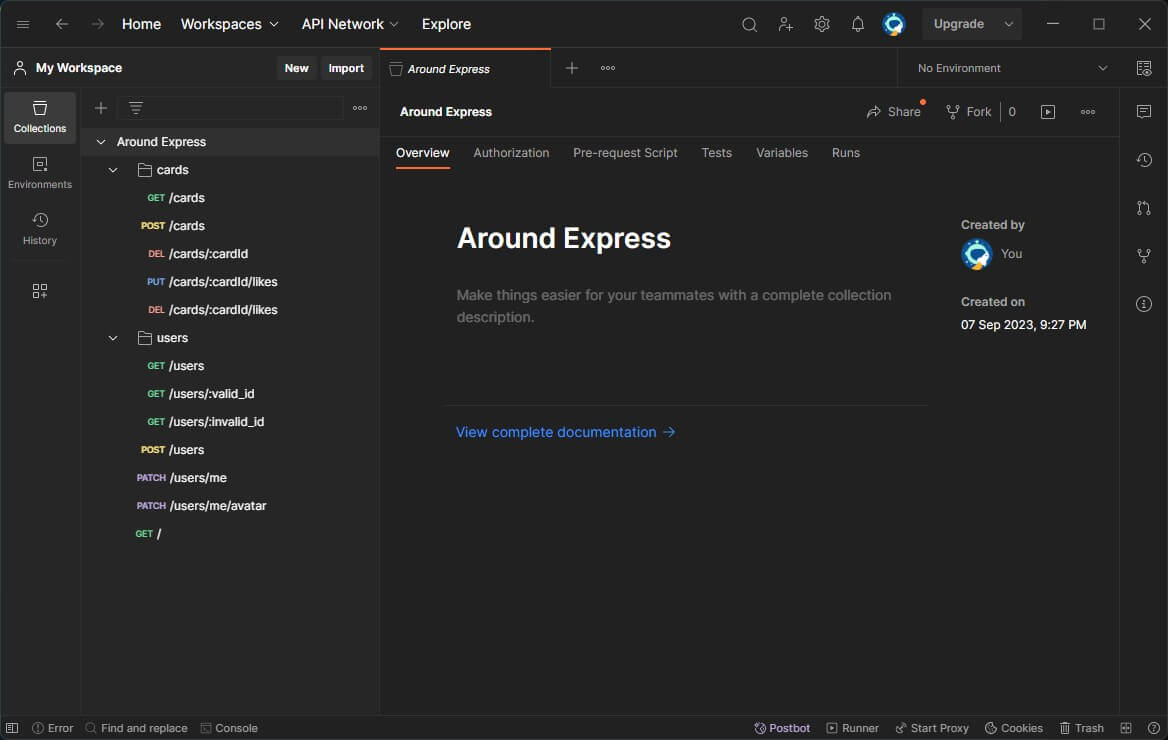 Home Workspaces API Network Explore Upgrade
My Workspace New Import Around Express No Environment
Collections
Environments
History
Around Express
cards
GET /cards
POST /cards
DEL /cards/:cardId
PUT /cards/:cardId/likes
DEL /cards/:cardId/likes
users
GET /users
GET /users/:valid_id
GET /users/:invalid_id
POST /users
PATCH /users/me
PATCH /users/me/avatar
GET /
Around Express Share Fork 0
Overview Authorization Pre-request Script Tests Variables Runs
Around Express
Make things easier for your teammates with a complete collection
description.
View complete documentation →
Created by
You
Created on
07 Sep 2023, 9:27 PM
Error Find and replace Console Postbot Runner Start Proxy Cookies Trash